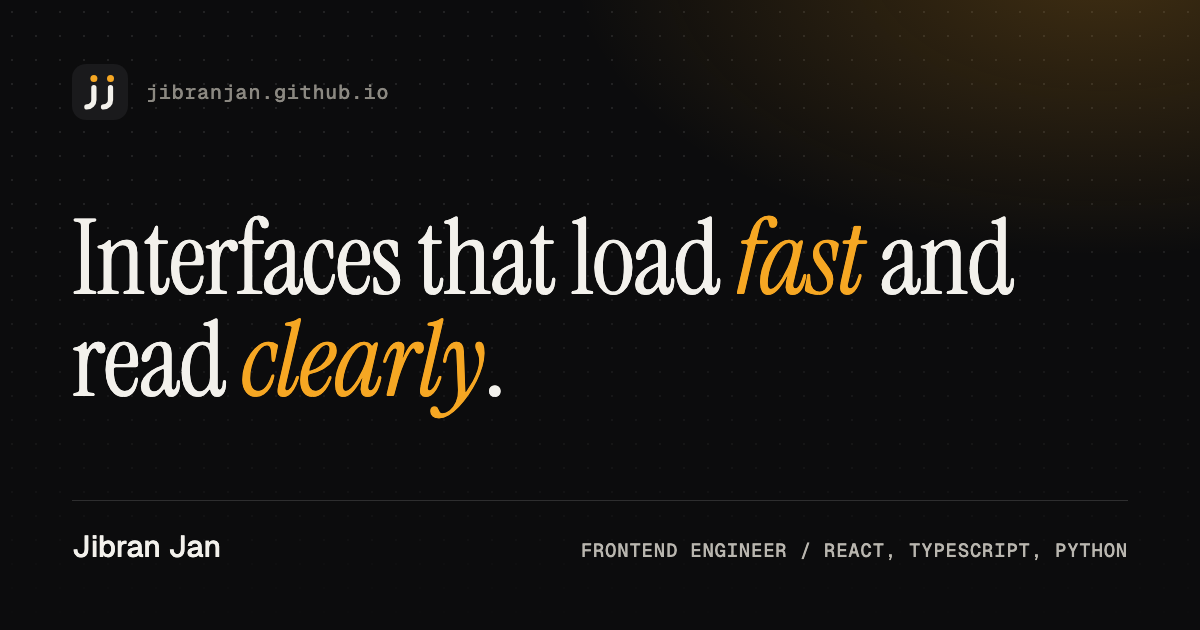 jj
jibranjan.github.io
Interfaces that load fast and
read clearly.
Jibran Jan
FRONTEND ENGINEER / REACT, TYPESCRIPT, PYTHON